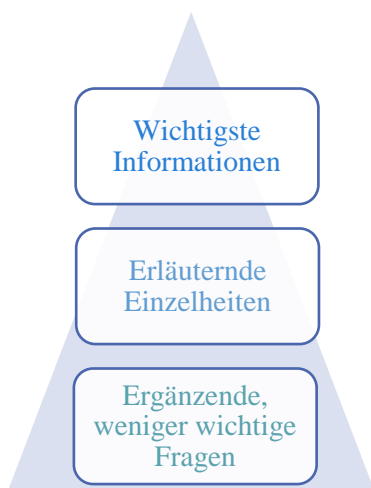 Wichtigste
Informationen
Erläuternde
Einzelheiten
Ergänzende,
weniger wichtige
Fragen